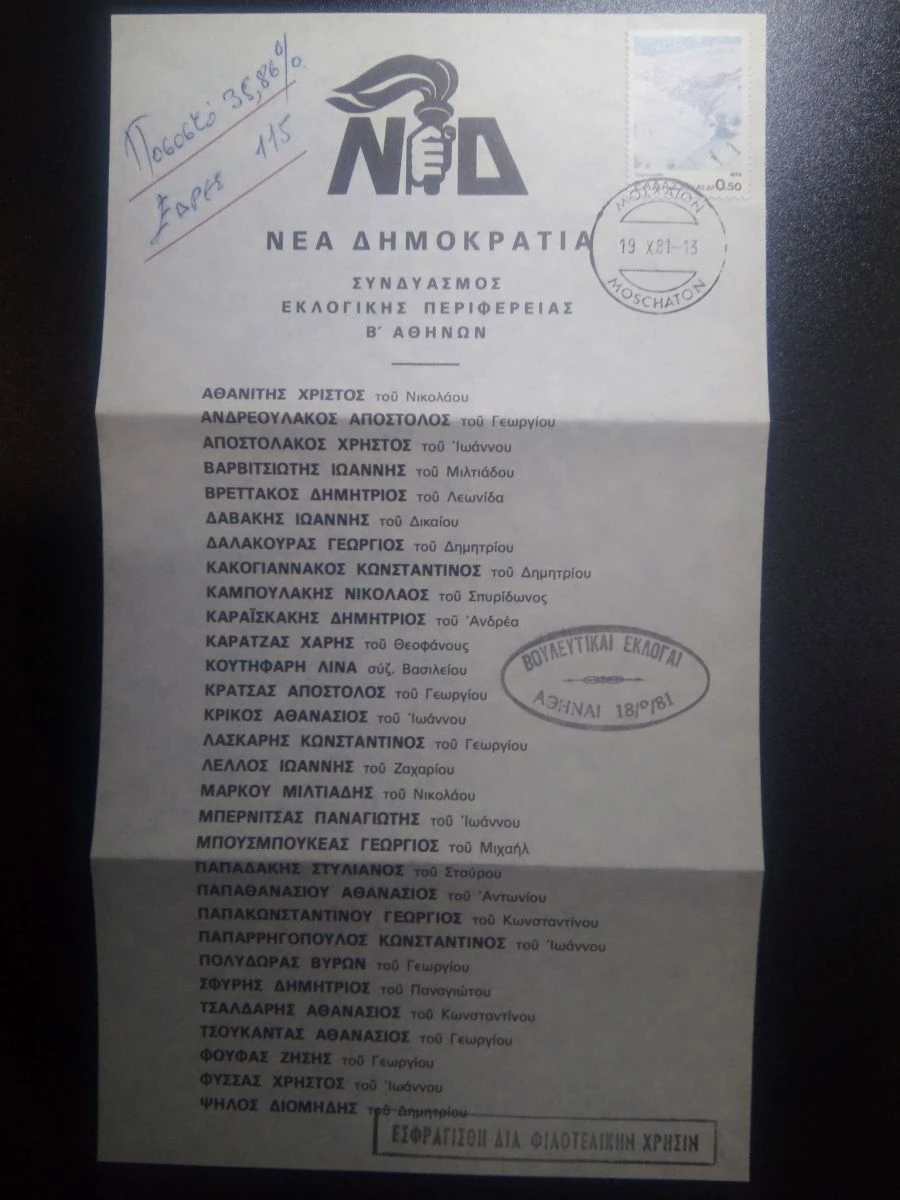 Ποσοστό 35,86%
Έδρες 115
ΝΔ
ΝΕΑ ΔΗΜΟΚΡΑΤΙΑ
ΣΥΝΔΥΑΣΜΟΣ
ΕΚΛΟΓΙΚΗΣ ΠΕΡΙΦΕΡΕΙΑΣ
Β΄ ΑΘΗΝΩΝ
0.50
ΜΟΣΧΑΤΟΝ
19 X.81-13
MOSCHATON
ΑΘΑΝΙΤΗΣ ΧΡΙΣΤΟΣ τοῦ Νικολάου
ΑΝΔΡΕΟΥΛΑΚΟΣ ΑΠΟΣΤΟΛΟΣ τοῦ Γεωργίου
ΑΠΟΣΤΟΛΑΚΟΣ ΧΡΗΣΤΟΣ τοῦ Ἰωάννου
ΒΑΡΒΙΤΣΙΩΤΗΣ ΙΩΑΝΝΗΣ τοῦ Μιλτιάδου
ΒΡΕΤΤΑΚΟΣ ΔΗΜΗΤΡΙΟΣ τοῦ Λεωνίδα
ΔΑΒΑΚΗΣ ΙΩΑΝΝΗΣ τοῦ Δικαίου
ΔΑΛΑΚΟΥΡΑΣ ΓΕΩΡΓΙΟΣ τοῦ Δημητρίου
ΚΑΚΟΓΙΑΝΝΑΚΟΣ ΚΩΝΣΤΑΝΤΙΝΟΣ τοῦ Δημητρίου
ΚΑΜΠΟΥΛΑΚΗΣ ΝΙΚΟΛΑΟΣ τοῦ Σπυρίδωνος
ΚΑΡΑΪΣΚΑΚΗΣ ΔΗΜΗΤΡΙΟΣ τοῦ Ἀνδρέα
ΚΑΡΑΤΖΑΣ ΧΑΡΗΣ τοῦ Θεοφάνους
ΚΟΥΤΗΦΑΡΗ ΛΙΝΑ σύζ. Βασιλείου
ΚΡΑΤΣΑΣ ΑΠΟΣΤΟΛΟΣ τοῦ Γεωργίου
ΚΡΙΚΟΣ ΑΘΑΝΑΣΙΟΣ τοῦ Ἰωάννου
ΛΑΣΚΑΡΗΣ ΚΩΝΣΤΑΝΤΙΝΟΣ τοῦ Γεωργίου
ΛΕΛΛΟΣ ΙΩΑΝΝΗΣ τοῦ Ζαχαρίου
ΜΑΡΚΟΥ ΜΙΛΤΙΑΔΗΣ τοῦ Νικολάου
ΜΠΕΡΝΙΤΣΑΣ ΠΑΝΑΓΙΩΤΗΣ τοῦ Ἰωάννου
ΜΠΟΥΣΜΠΟΥΚΕΑΣ ΓΕΩΡΓΙΟΣ τοῦ Μιχαήλ
ΠΑΠΑΔΑΚΗΣ ΣΤΥΛΙΑΝΟΣ τοῦ Σταύρου
ΠΑΠΑΘΑΝΑΣΙΟΥ ΑΘΑΝΑΣΙΟΣ τοῦ Ἀντωνίου
ΠΑΠΑΚΩΝΣΤΑΝΤΙΝΟΥ ΓΕΩΡΓΙΟΣ τοῦ Κωνσταντίνου
ΠΑΠΑΡΡΗΓΟΠΟΥΛΟΣ ΚΩΝΣΤΑΝΤΙΝΟΣ τοῦ Ἰωάννου
ΠΟΛΥΔΩΡΑΣ ΒΥΡΩΝ τοῦ Γεωργίου
ΣΦΥΡΗΣ ΔΗΜΗΤΡΙΟΣ τοῦ Παναγιώτου
ΤΣΑΛΔΑΡΗΣ ΑΘΑΝΑΣΙΟΣ τοῦ Κωνσταντίνου
ΤΣΟΥΚΑΝΤΑΣ ΑΘΑΝΑΣΙΟΣ τοῦ Γεωργίου
ΦΟΥΦΑΣ ΖΗΣΗΣ τοῦ Γεωργίου
ΦΥΣΣΑΣ ΧΡΗΣΤΟΣ τοῦ Ἰωάννου
ΨΗΛΟΣ ΔΙΟΜΗΔΗΣ τοῦ Δημητρίου
ΒΟΥΛΕΥΤΙΚΑΙ ΕΚΛΟΓΑΙ
ΑΘΗΝΑΙ 18/º/81
ΕΣΦΡΑΓΙΣΘΗ ΔΙΑ ΦΙΛΟΤΕΛΙΚΗΝ ΧΡΗΣΙΝ